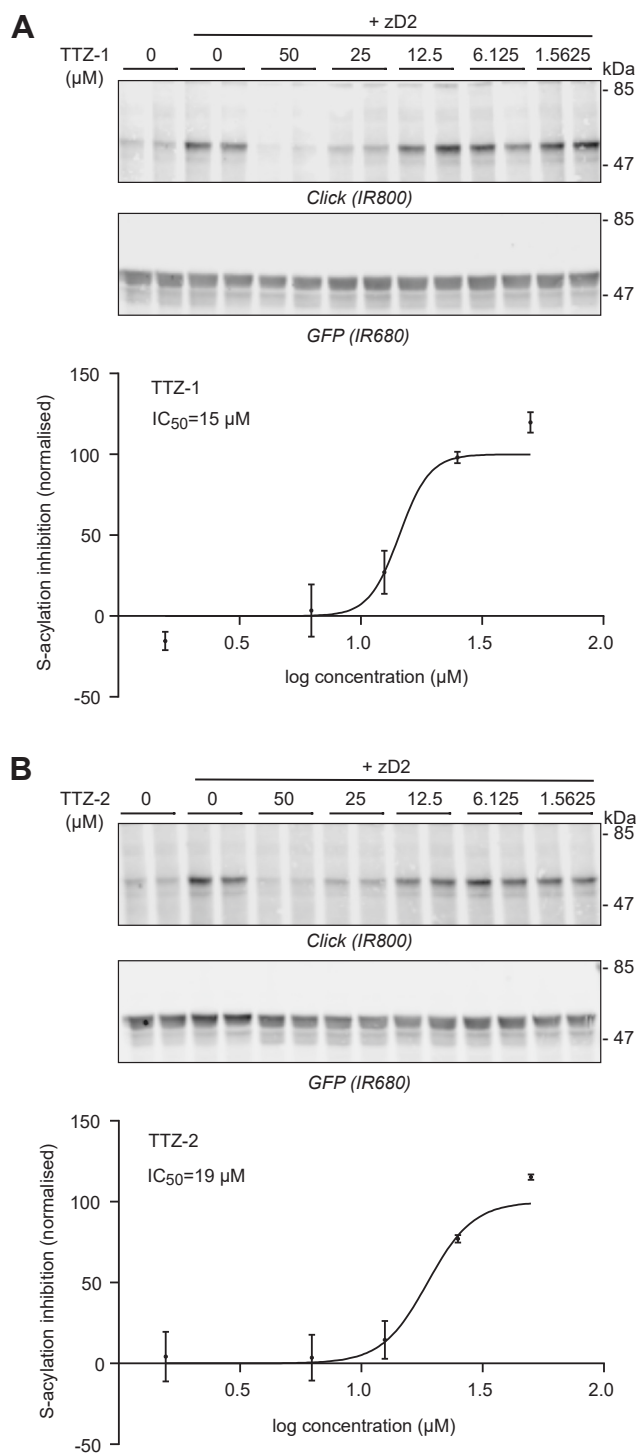 A
+ zD2
TTZ-1 0 0 50 25 12.5 6.125 1.5625
(µM) kDa
- 85
- 47
Click (IR800)
- 85
- 47
GFP (IR680)
150
100
50
0
-50
S-acylation inhibition (normalised)
TTZ-1
IC50=15 µM
0.5 1.0 1.5 2.0
log concentration (µM)
B
+ zD2
TTZ-2 0 0 50 25 12.5 6.125 1.5625
(µM) kDa
- 85
- 47
Click (IR800)
- 85
- 47
GFP (IR680)
150
100
50
0
-50
S-acylation inhibition (normalised)
TTZ-2
IC50=19 µM
0.5 1.0 1.5 2.0
log concentration (µM)